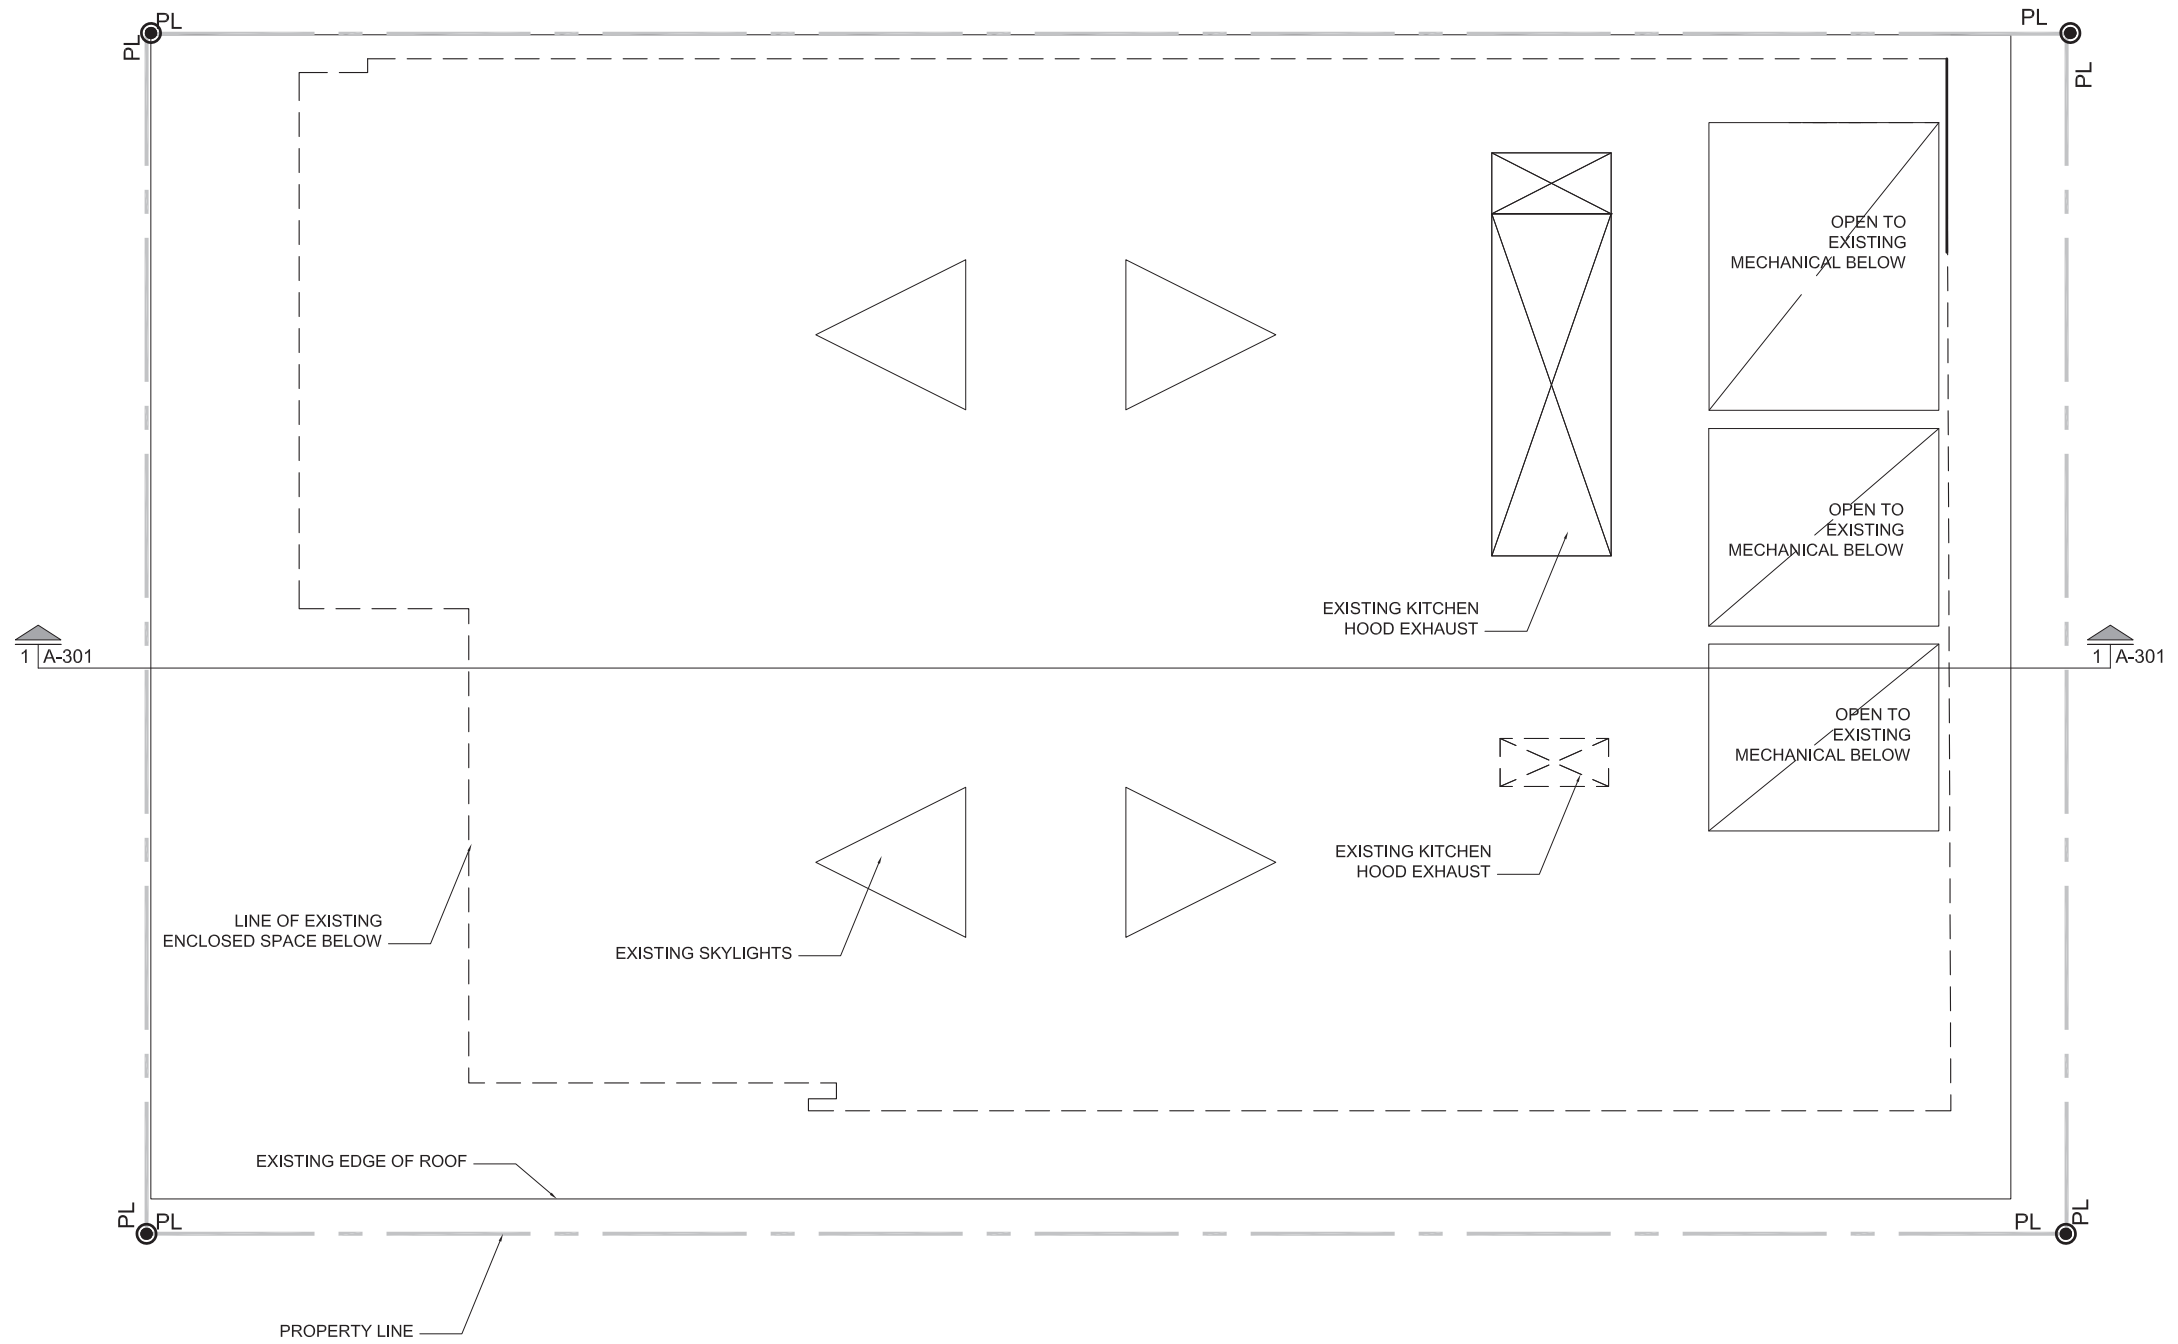 PL
PL
PL
PL
OPEN TO
EXISTING
MECHANICAL BELOW
OPEN TO
EXISTING
MECHANICAL BELOW
EXISTING KITCHEN
HOOD EXHAUST
1 A-301
1 A-301
OPEN TO
EXISTING
MECHANICAL BELOW
EXISTING KITCHEN
HOOD EXHAUST
LINE OF EXISTING
ENCLOSED SPACE BELOW
EXISTING SKYLIGHTS
EXISTING EDGE OF ROOF
PL
PL
PL
PL
PROPERTY LINE